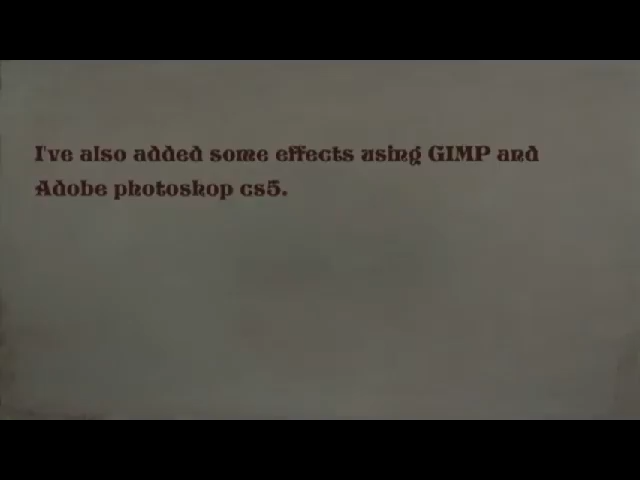 I've also added some effects using GIMP and
Adobe photoshop cs5.